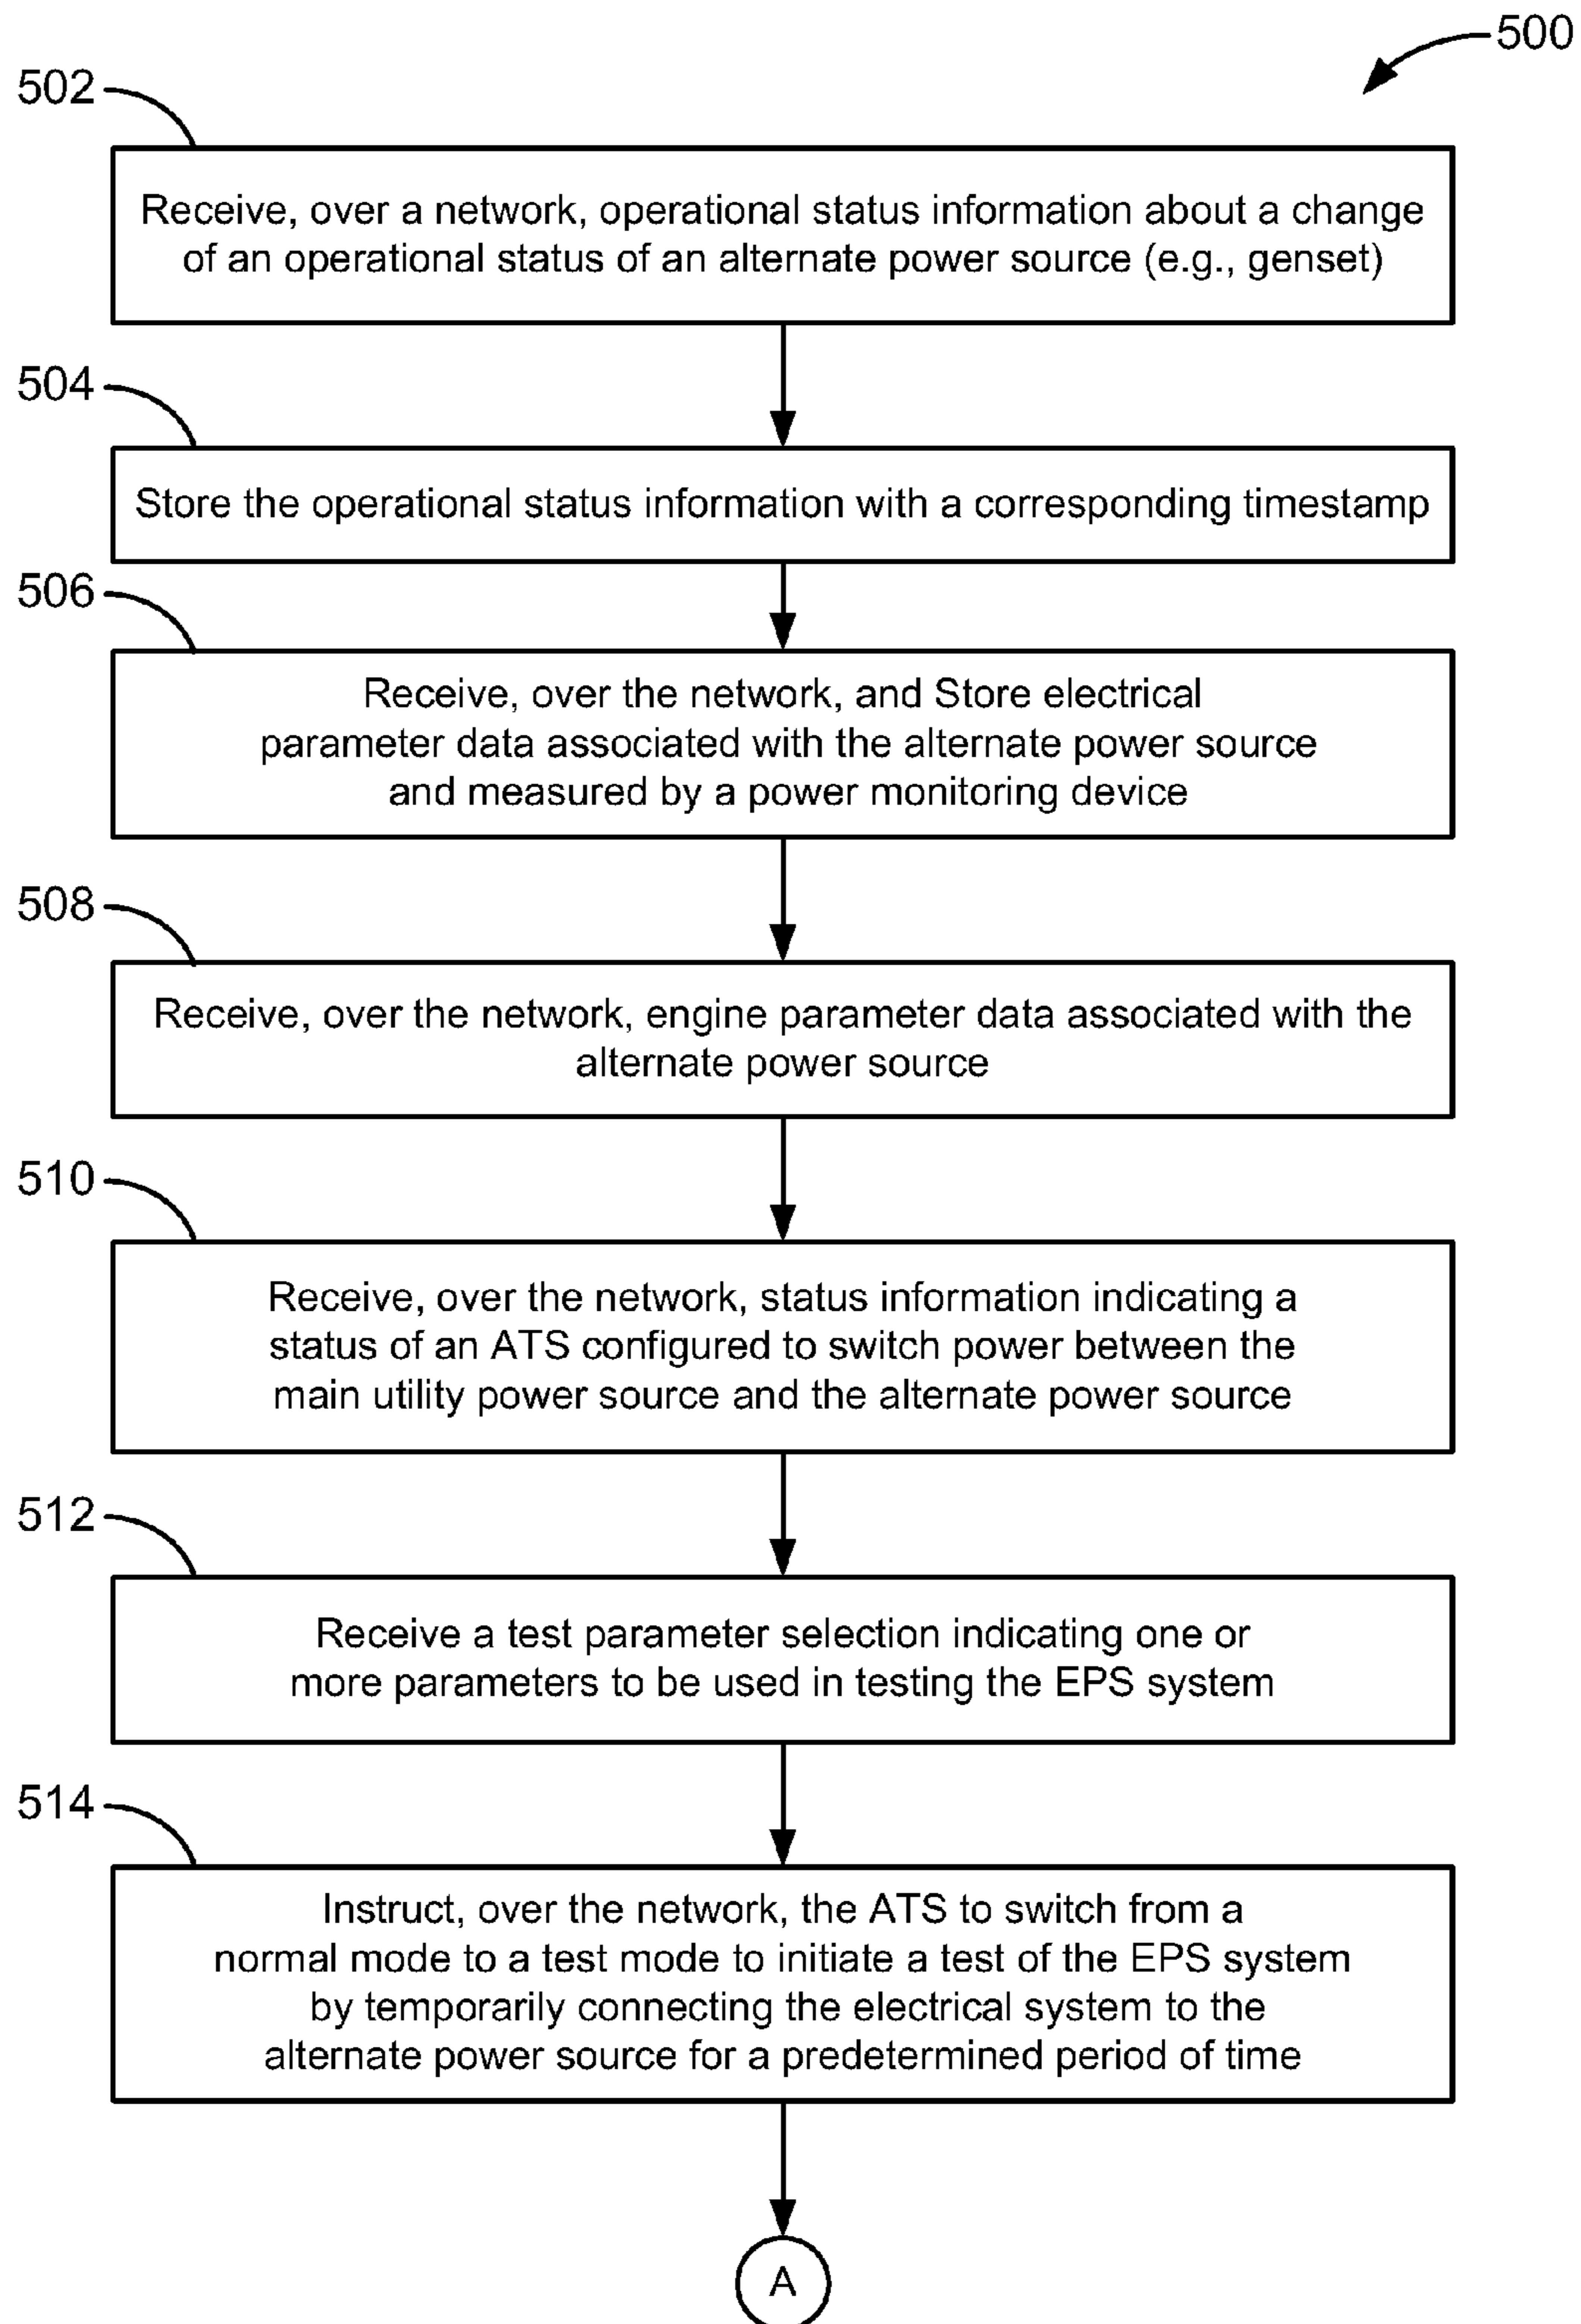 500
502
Receive, over a network, operational status information about a change
of an operational status of an alternate power source (e.g., genset)
504
Store the operational status information with a corresponding timestamp
506
Receive, over the network, and Store electrical
parameter data associated with the alternate power source
and measured by a power monitoring device
508
Receive, over the network, engine parameter data associated with the
alternate power source
510
Receive, over the network, status information indicating a
status of an ATS configured to switch power between the
main utility power source and the alternate power source
512
Receive a test parameter selection indicating one or
more parameters to be used in testing the EPS system
514
Instruct, over the network, the ATS to switch from a
normal mode to a test mode to initiate a test of the EPS system
by temporarily connecting the electrical system to the
alternate power source for a predetermined period of time
A